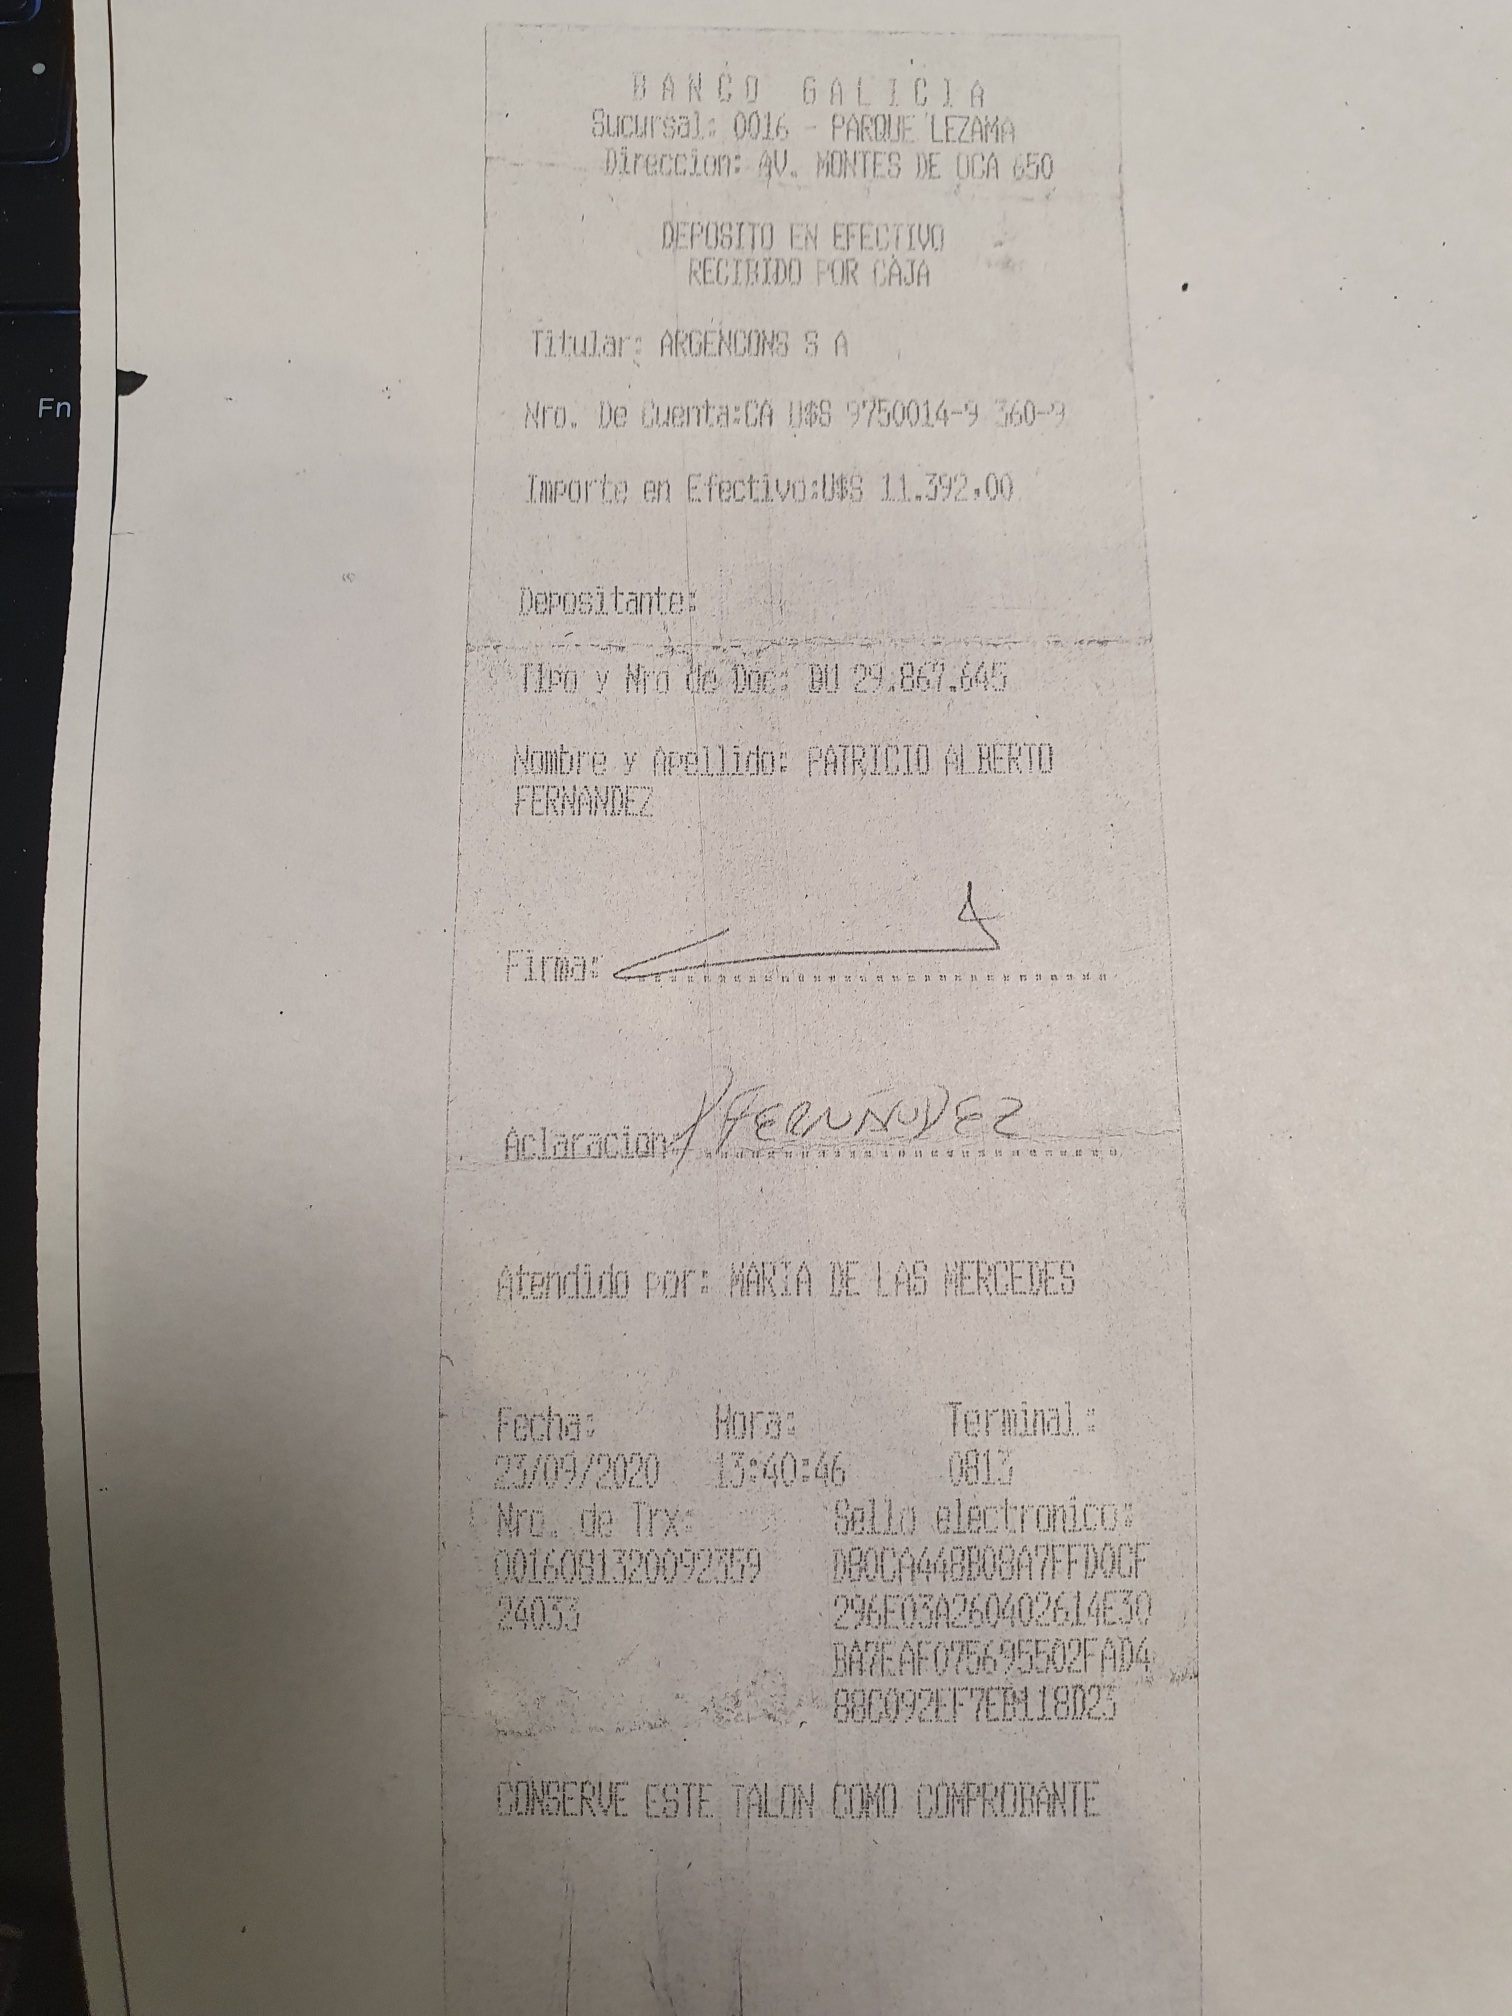 Fn
BANCO GALICIA
Sucursal: 0016 - PARQUE LEZAMA
Direccion: AV. MONTES DE OCA 650
DEPOSITO EN EFECTIVO
RECIBIDO POR CAJA
Titular: ARGENCONS S A
Nro. De Cuenta:CA U$S 9750014-9 360-9
Importe en Efectivo:U$S 11.392,00
Depositante:
Tipo y Nro de Doc: DU 29.867.645
Nombre y Apellido: PATRICIO ALBERTO
FERNANDEZ
Firma:
Aclaracion: P FERNÁNDEZ
Atendido por: MARIA DE LAS MERCEDES
Fecha: Hora: Terminal:
23/09/2020 13:40:46 0813
Nro. de Trx: Sello electronico:
0016081320092359 DB0CA448B08A7FFD0CF
24033 296E03A260402614E30
BA7EAF075695502FAD4
88C092EF7EB118D23
CONSERVE ESTE TALON COMO COMPROBANTE